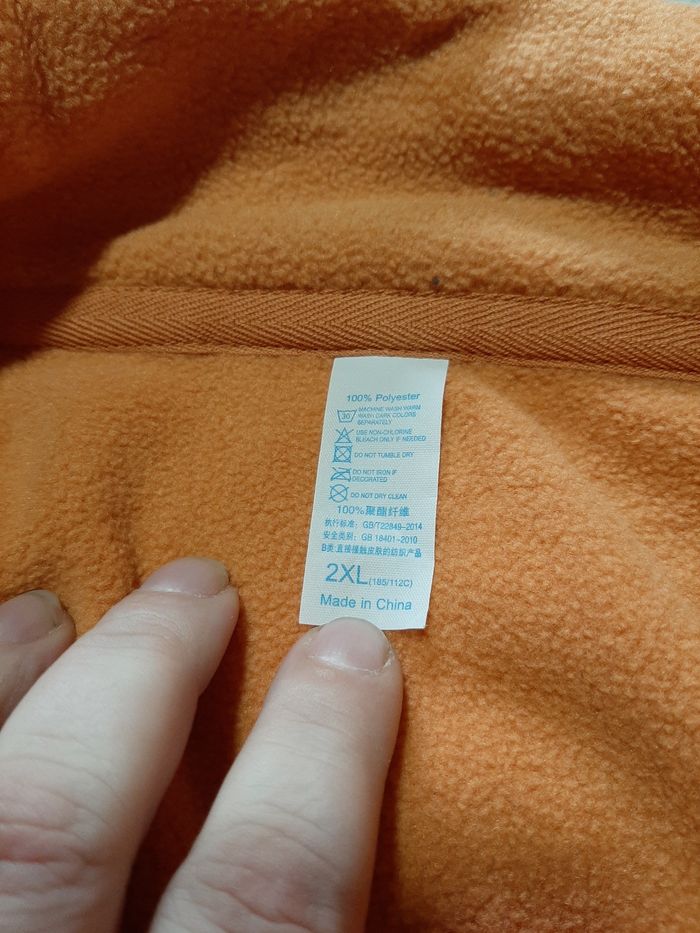 100% Polyester
30
MACHINE WASH WARM
WASH DARK COLORS
SEPARATELY
USE NON-CHLORINE
BLEACH ONLY IF NEEDED
DO NOT TUMBLE DRY
DO NOT IRON IF
DECORATED
DO NOT DRY CLEAN
100%聚酯纤维
执行标准: GB/T22849-2014
安全类别: GB 18401-2010
B类:直接接触皮肤的纺织产品
2XL(185/112C)
Made in China